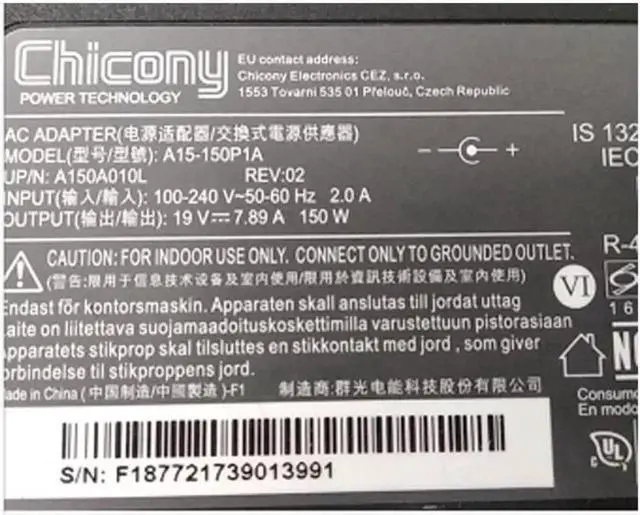 Chicony
POWER TECHNOLOGY
EU contact address:
Chicony Electronics CEZ, s.r.o.
1553 Tovarni 535 01 Přelouč, Czech Republic
AC ADAPTER(电源适配器/交換式電源供應器)
MODEL(型号/型號): A15-150P1A
UP/N: A150A010L REV:02
INPUT(输入/輸入): 100-240 V~50-60 Hz 2.0 A
OUTPUT(输出/輸出): 19 V⎓7.89 A 150 W
- +
IS 132
IEC
CAUTION: FOR INDOOR USE ONLY. CONNECT ONLY TO GROUNDED OUTLET.
(警告:限用于信息技术设备及室内使用/限用於資訊技術設備及室內使用)
VI
R-4
16
Endast för kontorsmaskin. Apparaten skall anslutas till jordat uttag
Laite on liitettava suojamaadoituskoskettimilla varustettuun pistorasiaan
Apparatets stikprop skal tilsluttes en stikkontakt med jord , som giver
orbindelse til stikproppens jord.
Made in China (中国制造/中國製造)-F1 制造商:群光电能科技股份有限公司
NO
Consum
En modo
UL
c
S/N: F187721739013991